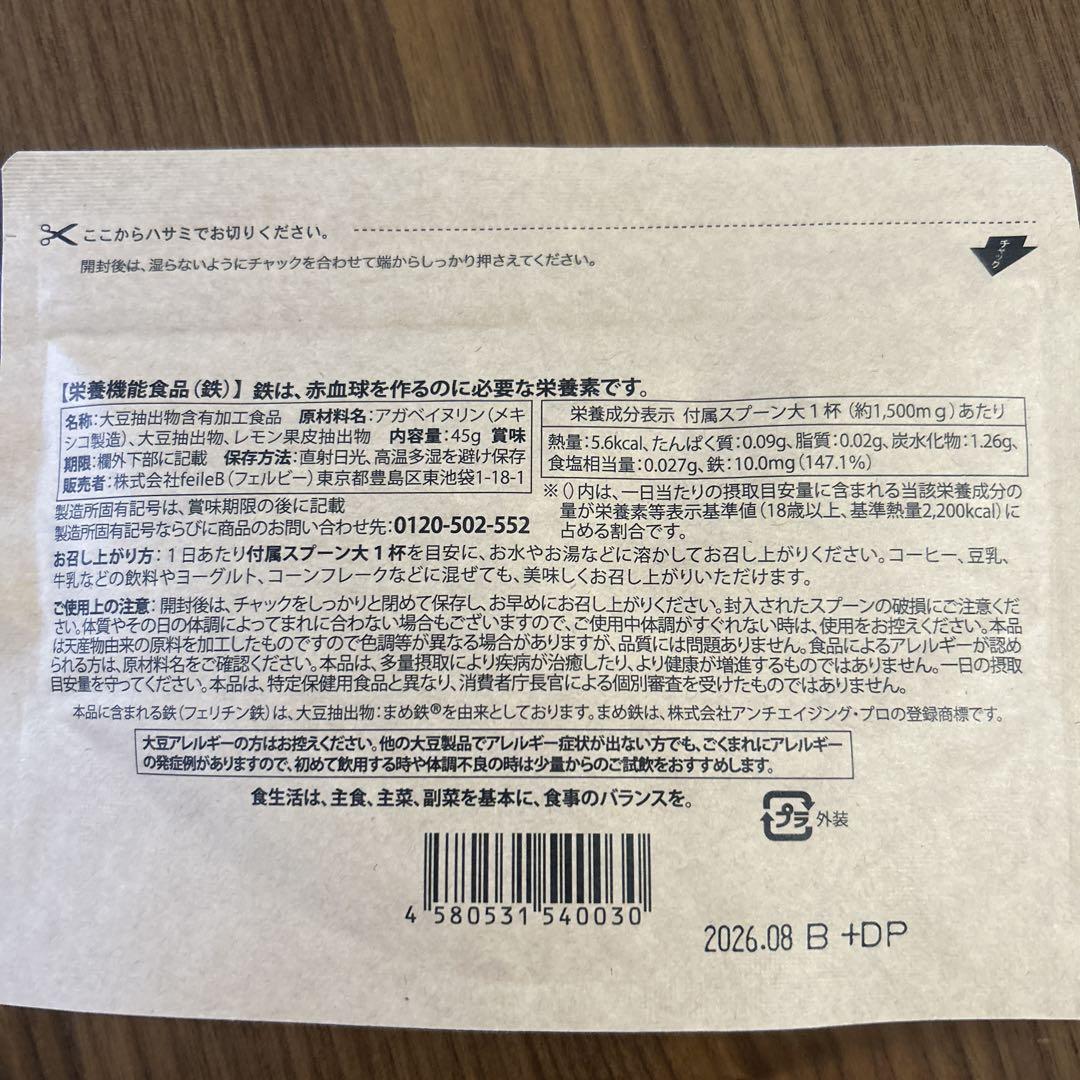 ここからハサミでお切りください。
チャック
開封後は、湿らないようにチャックを合わせて端からしっかり押さえてください。
【栄養機能食品（鉄）】 鉄は、赤血球を作るのに必要な栄養素です。
名称：大豆抽出物含有加工食品　原材料名：アガベイヌリン（メキ
シコ製造）、大豆抽出物、レモン果皮抽出物　内容量：45g　賞味
期限：欄外下部に記載　保存方法：直射日光、高温多湿を避け保存
販売者：株式会社feileB（フェルビー）東京都豊島区東池袋1-18-1
製造所固有記号は、賞味期限の後に記載
製造所固有記号ならびに商品のお問い合わせ先：0120-502-552
栄養成分表示 付属スプーン大1杯（約1,500mg）あたり
熱量：5.6kcal、たんぱく質：0.09g、脂質：0.02g、炭水化物：1.26g、
食塩相当量：0.027g、鉄：10.0mg（147.1%）
※（）内は、一日当たりの摂取目安量に含まれる当該栄養成分の
量が栄養素等表示基準値（18歳以上、基準熱量2,200kcal）に
占める割合です。
お召し上がり方：1日あたり付属スプーン大1杯を目安に、お水やお湯などに溶かしてお召し上がりください。コーヒー、豆乳、
牛乳などの飲料やヨーグルト、コーンフレークなどに混ぜても、美味しくお召し上がりいただけます。
ご使用上の注意：開封後は、チャックをしっかりと閉めて保存し、お早めにお召し上がりください。封入されたスプーンの破損にご注意くだ
さい。体質やその日の体調によってまれに合わない場合もございますので、ご使用中体調がすぐれない時は、使用をお控えください。本品
は天産物由来の原料を加工したものですので色調等が異なる場合がありますが、品質には問題ありません。食品によるアレルギーが認め
られる方は、原材料名をご確認ください。本品は、多量摂取により疾病が治癒したり、より健康が増進するものではありません。一日の摂取
目安量を守ってください。本品は、特定保健用食品と異なり、消費者庁長官による個別審査を受けたものではありません。
本品に含まれる鉄（フェリチン鉄）は、大豆抽出物：まめ鉄®を由来としております。まめ鉄は、株式会社アンチエイジング・プロの登録商標です。
大豆アレルギーの方はお控えください。他の大豆製品でアレルギー症状が出ない方でも、ごくまれにアレルギー
の発症例がありますので、初めて飲用する時や体調不良の時は少量からのご試飲をおすすめします。
食生活は、主食、主菜、副菜を基本に、食事のバランスを。
プラ 外装
4 580531 540030
2026.08 B +DP